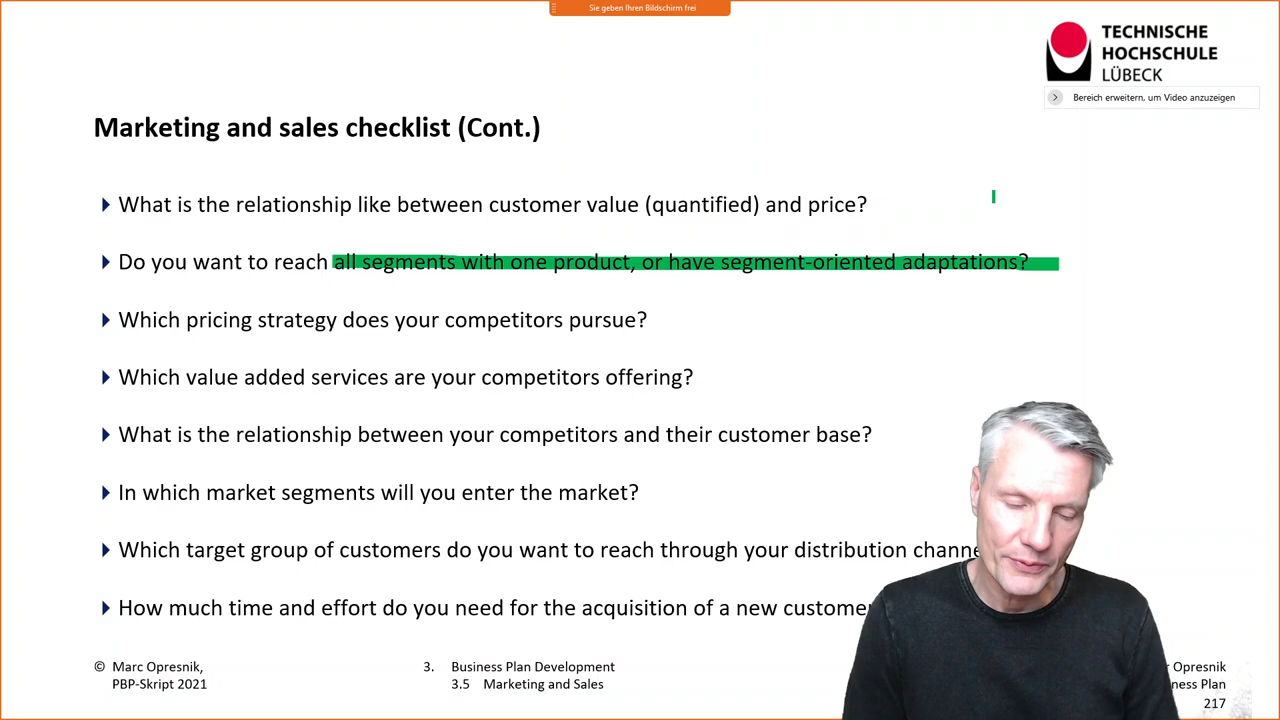 Sie geben Ihren Bildschirm frei
TECHNISCHE
HOCHSCHULE
LÜBECK
Bereich erweitern, um Video anzuzeigen
Marketing and sales checklist (Cont.)
What is the relationship like between customer value (quantified) and price?
Do you want to reach all segments with one product, or have segment-oriented adaptations?
Which pricing strategy does your competitors pursue?
Which value added services are your competitors offering?
What is the relationship between your competitors and their customer base?
In which market segments will you enter the market?
Which target group of customers do you want to reach through your distribution
How much time and effort do you need for the acquisition of a new
© Marc Opresnik,
PBP-Skript 2021
3. Business Plan Development
3.5 Marketing and Sales
Opresnik
Plan
217